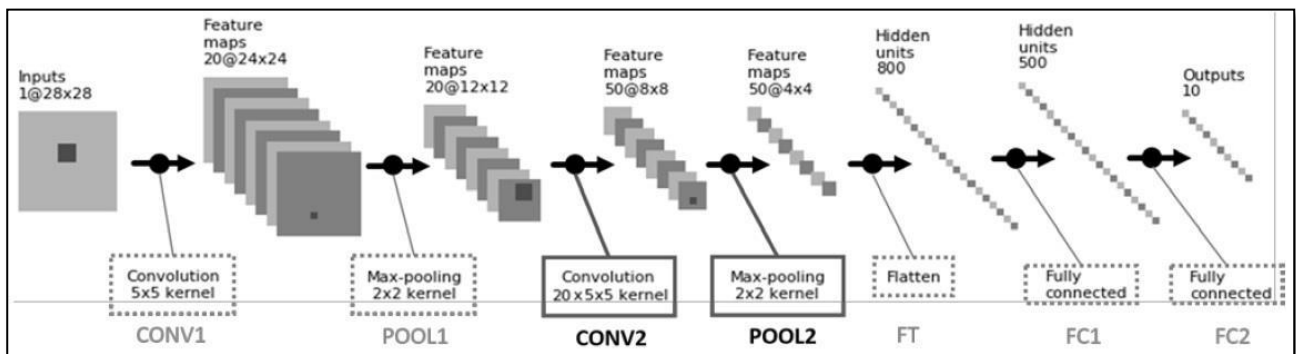 Inputs
1@28x28
Feature
maps
20@24x24
Feature
maps
20@12x12
Feature
maps
50@8x8
Feature
maps
50@4x4
Hidden
units
800
Hidden
units
500
Outputs
10
Convolution
5x5 kernel
Max-pooling
2x2 kernel
Convolution
20x5x5 kernel
Max-pooling
2x2 kernel
Flatten
Fully
connected
Fully
connected
CONV1
POOL1
CONV2
POOL2
FT
FC1
FC2